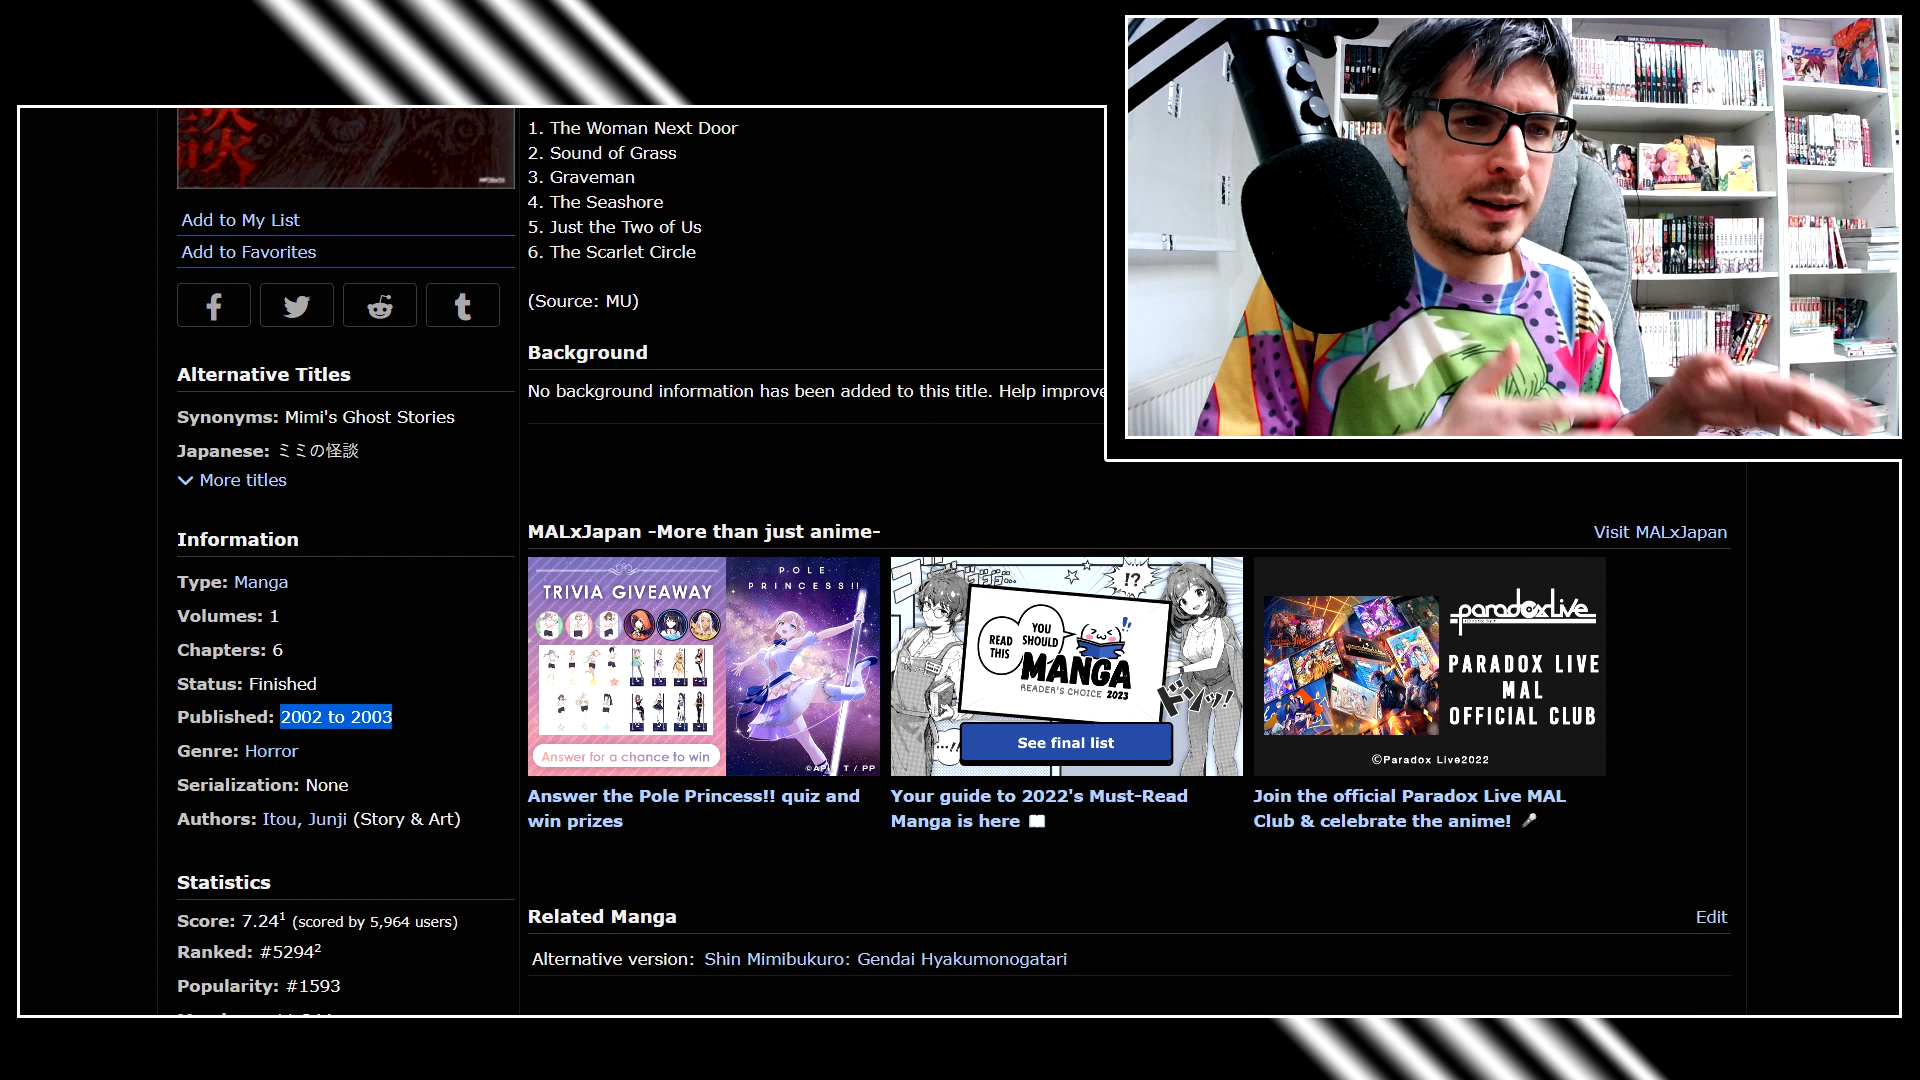 1. The Woman Next Door
2. Sound of Grass
3. Graveman
4. The Seashore
5. Just the Two of Us
6. The Scarlet Circle
(Source: MU)
Background
No background information has been added to this title. Help improve
Add to My List
Add to Favorites
Alternative Titles
Synonyms: Mimi's Ghost Stories
Japanese: ミミの怪談
More titles
Information
Type: Manga
Volumes: 1
Chapters: 6
Status: Finished
Published: 2002 to 2003
Genre: Horror
Serialization: None
Authors: Itou, Junji (Story & Art)
Statistics
Score: 7.24¹ (scored by 5,964 users)
Ranked: #5294²
Popularity: #1593
MALxJapan -More than just anime-
Visit MALxJapan
TRIVIA GIVEAWAY
Answer for a chance to win
POLE
PRINCESS!!
!?
READ
THIS
YOU
SHOULD
!!
MANGA
READER'S CHOICE 2023
ドンッ!
...!!
See final list
paradoxlive
PARADOX LIVE
MAL
OFFICIAL CLUB
©Paradox Live2022
Answer the Pole Princess!! quiz and
win prizes
Your guide to 2022's Must-Read
Manga is here
Join the official Paradox Live MAL
Club & celebrate the anime!
Related Manga
Edit
Alternative version: Shin Mimibukuro: Gendai Hyakumonogatari